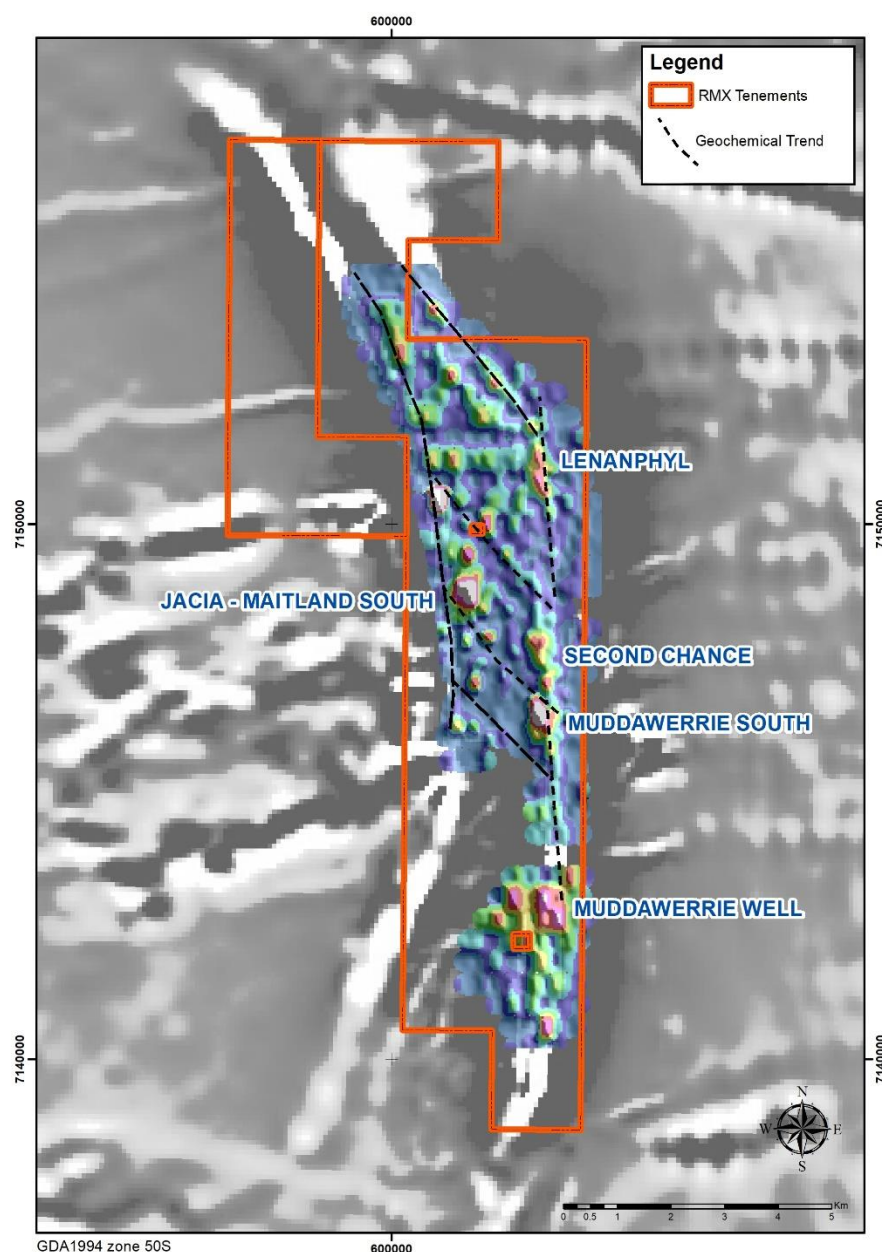 600000
Legend
RMX Tenements
Geochemical Trend
LENANPHYL
7150000
7150000
JACIA - MAITLAND SOUTH
SECOND CHANCE
MUDDAWERRIE SOUTH
MUDDAWERRIE WELL
7140000
7140000
N
W
E
S
Km
0 0.5 1 2 3 4 5
GDA1994 zone 50S
600000